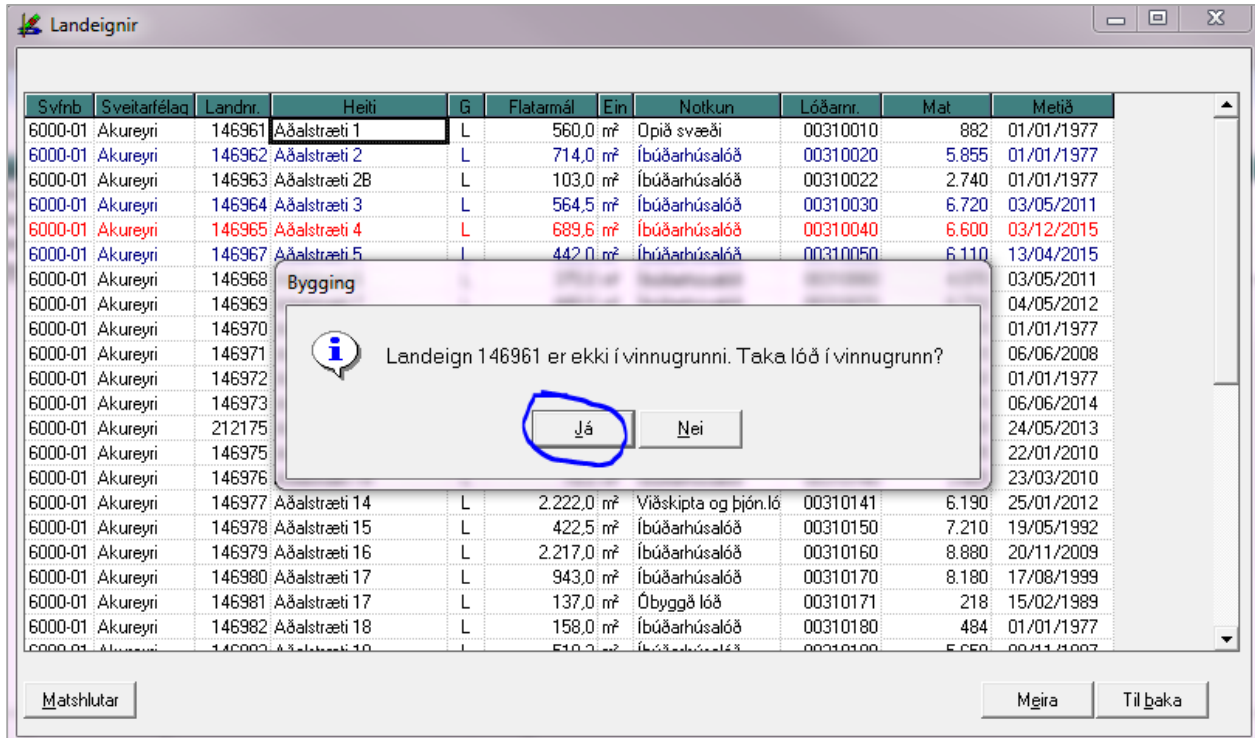 Landeignir
Svfnb Sveitarfélag Landnr. Heiti G Flatarmál Ein Notkun Lóðarnr. Mat Metið
6000-01 Akureyri 146961 Aðalstræti 1 L 560,0 m² Opið svæði 00310010 882 01/01/1977
6000-01 Akureyri 146962 Aðalstræti 2 L 714,0 m² Íbúðarhúsalóð 00310020 5.855 01/01/1977
6000-01 Akureyri 146963 Aðalstræti 2B L 103,0 m² Íbúðarhúsalóð 00310022 2.740 01/01/1977
6000-01 Akureyri 146964 Aðalstræti 3 L 564,5 m² Íbúðarhúsalóð 00310030 6.720 03/05/2011
6000-01 Akureyri 146965 Aðalstræti 4 L 689,6 m² Íbúðarhúsalóð 00310040 6.600 03/12/2015
6000-01 Akureyri 146967 Aðalstræti 5 L 442,0 m² Íbúðarhúsalóð 00310050 6.110 13/04/2015
6000-01 Akureyri 146968 03/05/2011
6000-01 Akureyri 146969 04/05/2012
6000-01 Akureyri 146970 01/01/1977
6000-01 Akureyri 146971 06/06/2008
6000-01 Akureyri 146972 01/01/1977
6000-01 Akureyri 146973 06/06/2014
6000-01 Akureyri 212175 24/05/2013
6000-01 Akureyri 146975 22/01/2010
6000-01 Akureyri 146976 23/03/2010
6000-01 Akureyri 146977 Aðalstræti 14 L 2.222,0 m² Viðskipta og þjón.ló 00310141 6.190 25/01/2012
6000-01 Akureyri 146978 Aðalstræti 15 L 422,5 m² Íbúðarhúsalóð 00310150 7.210 19/05/1992
6000-01 Akureyri 146979 Aðalstræti 16 L 2.217,0 m² Íbúðarhúsalóð 00310160 8.880 20/11/2009
6000-01 Akureyri 146980 Aðalstræti 17 L 943,0 m² Íbúðarhúsalóð 00310170 8.180 17/08/1999
6000-01 Akureyri 146981 Aðalstræti 17 L 137,0 m² Óbyggð lóð 00310171 218 15/02/1989
6000-01 Akureyri 146982 Aðalstræti 18 L 158,0 m² Íbúðarhúsalóð 00310180 484 01/01/1977
Bygging
Landeign 146961 er ekki í vinnugrunni. Taka lóð í vinnugrunn?
Já Nei
Matshlutar Meira Til baka